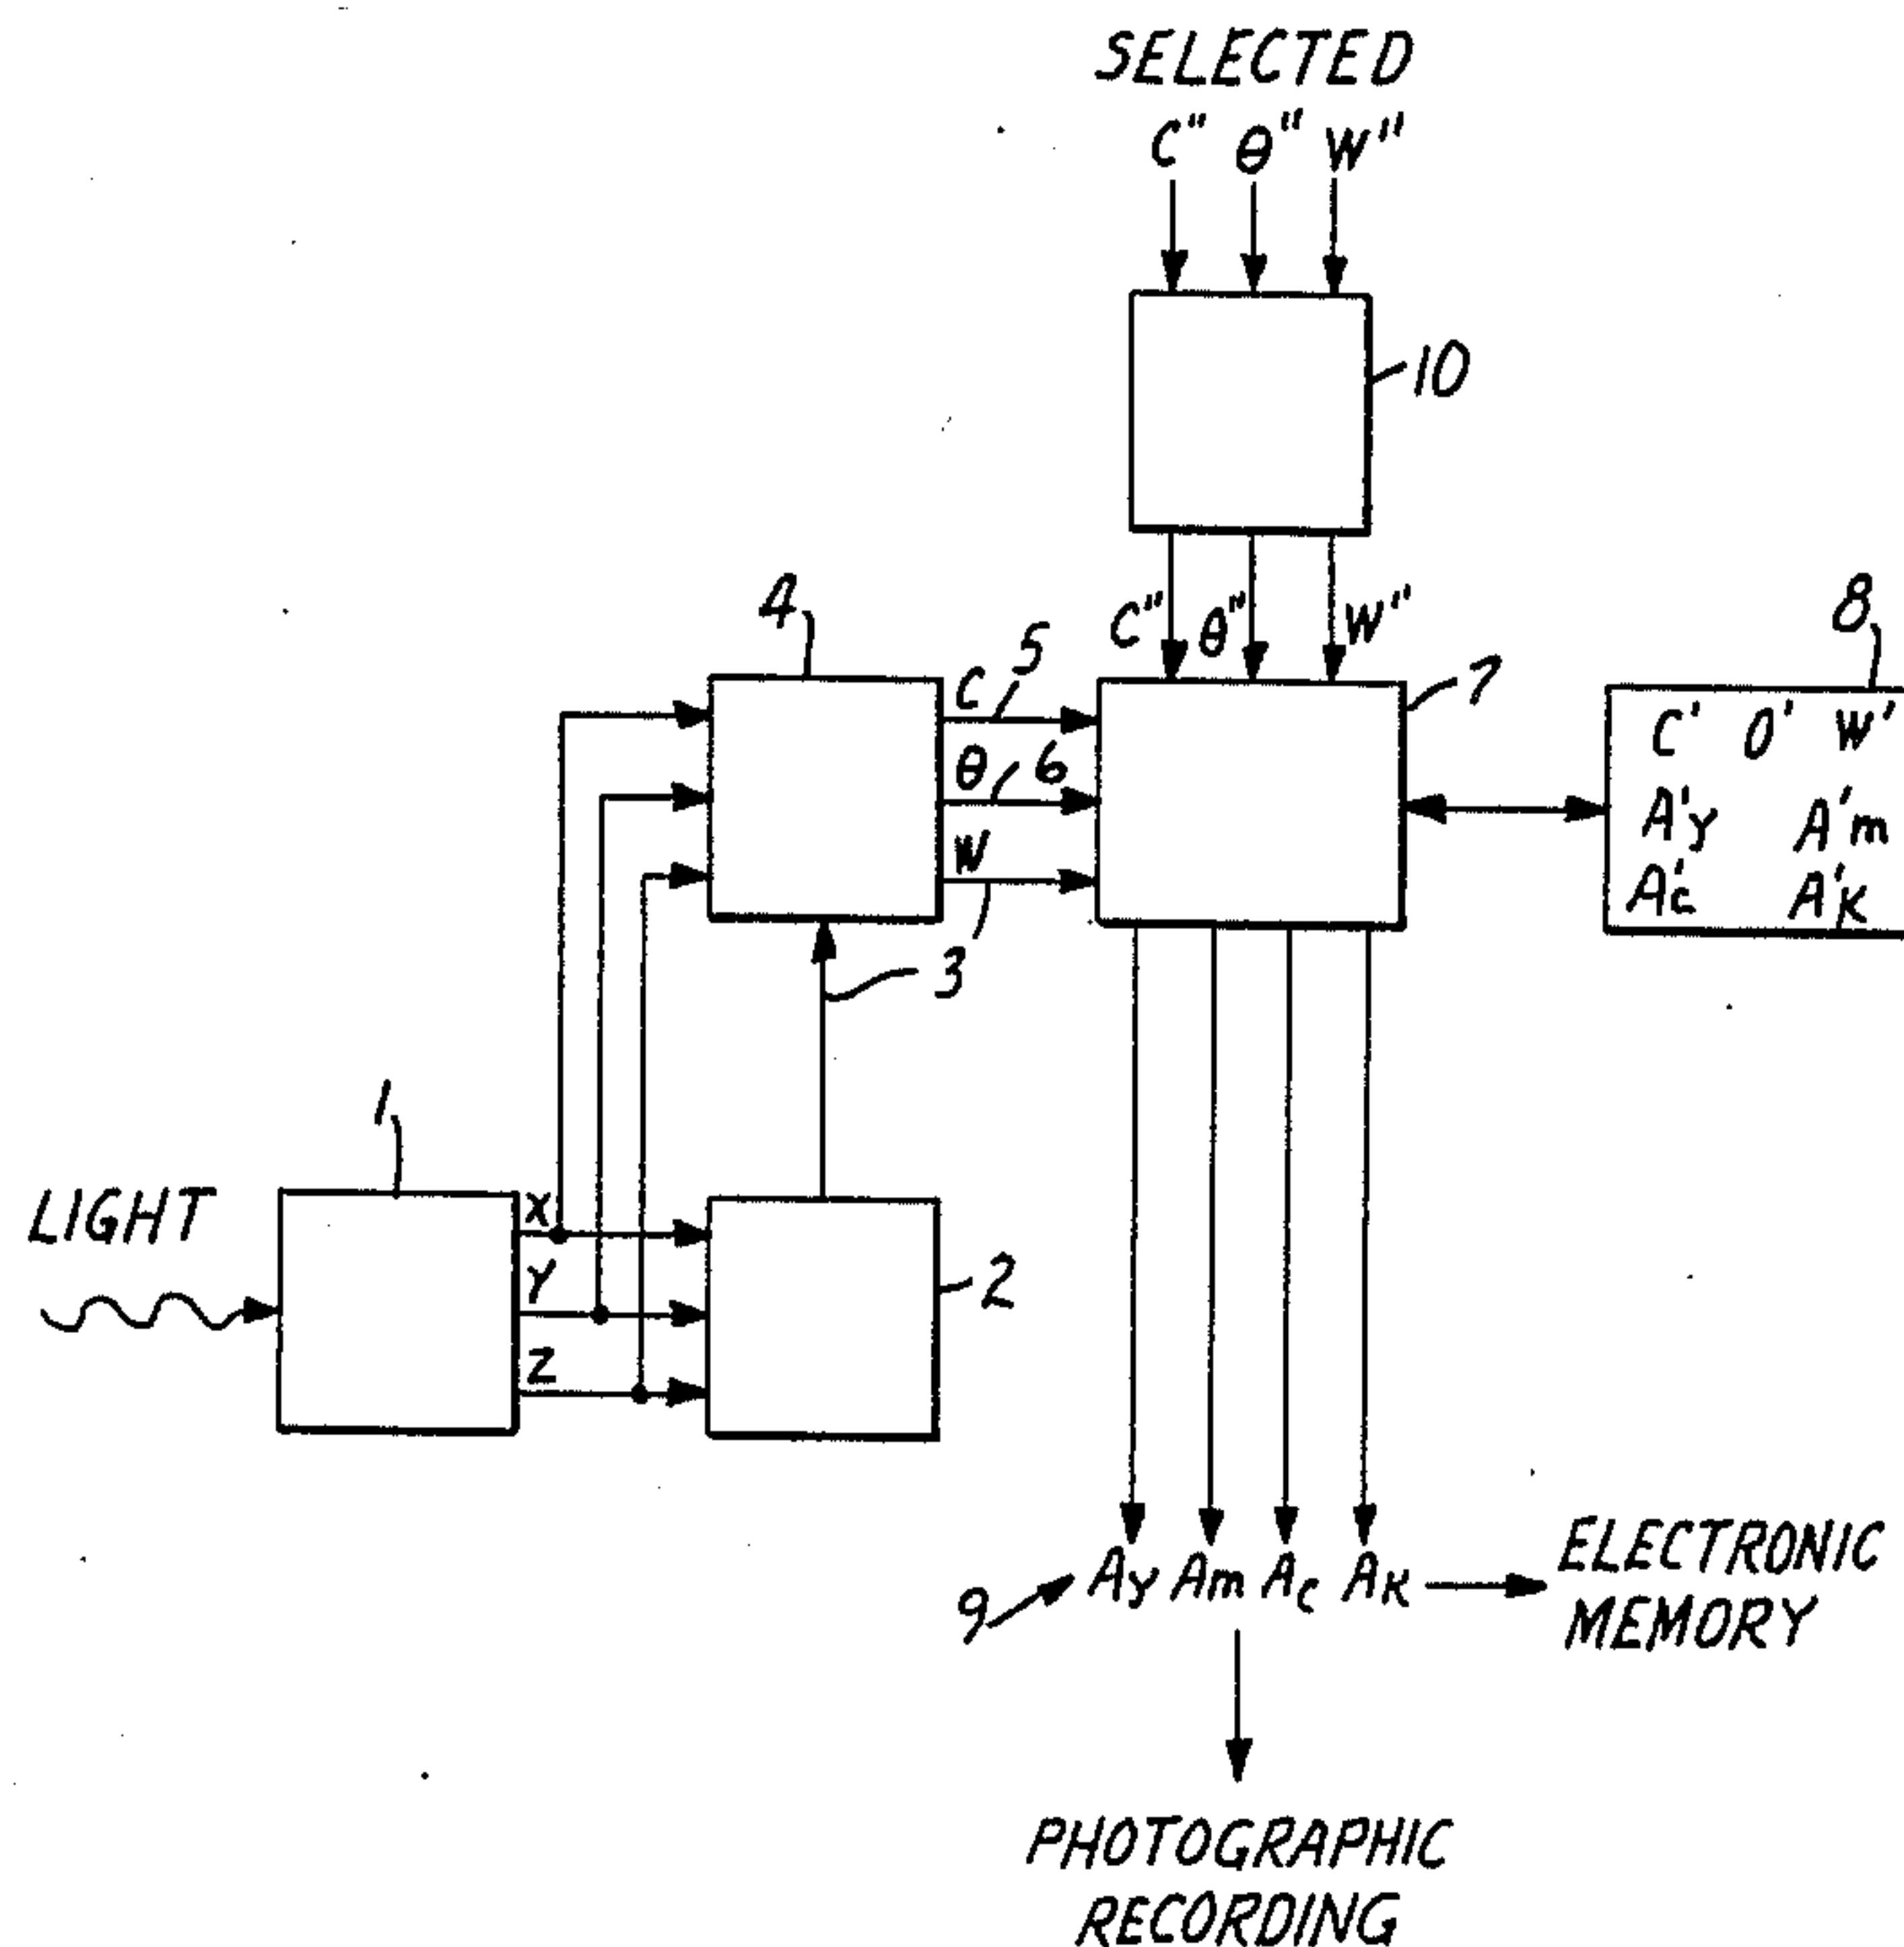 SELECTED
C" θ" W"
10
C" θ" W"
4
C 5
θ 6
W
3
7
8
C' O' W'
A'y A'm
A'c A'k
1
LIGHT
X
Y
Z
2
9
Ay Am Ac Ak
ELECTRONIC
MEMORY
PHOTOGRAPHIC
RECORDING